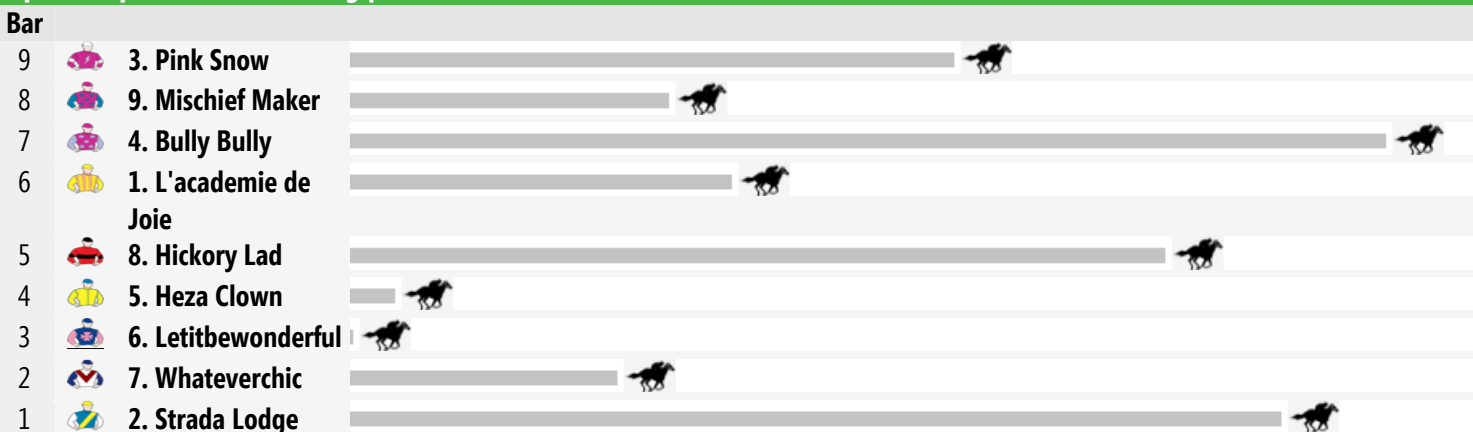 Bar
9 3. Pink Snow
8 9. Mischief Maker
7 4. Bully Bully
6 1. L'academie de
Joie
5 8. Hickory Lad
4 5. Heza Clown
3 6. Letitbewonderful
2 7. Whateverchic
1 2. Strada Lodge